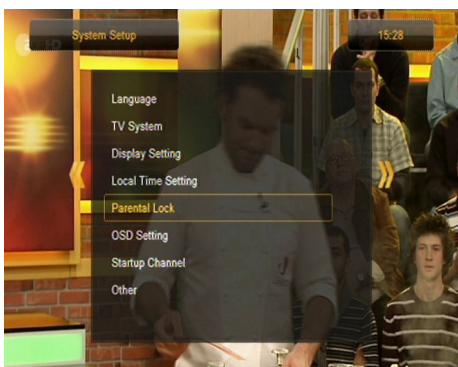 System Setup
15:28
Language
TV System
Display Setting
Local Time Setting
Parental Lock
OSD Setting
Startup Channel
Other